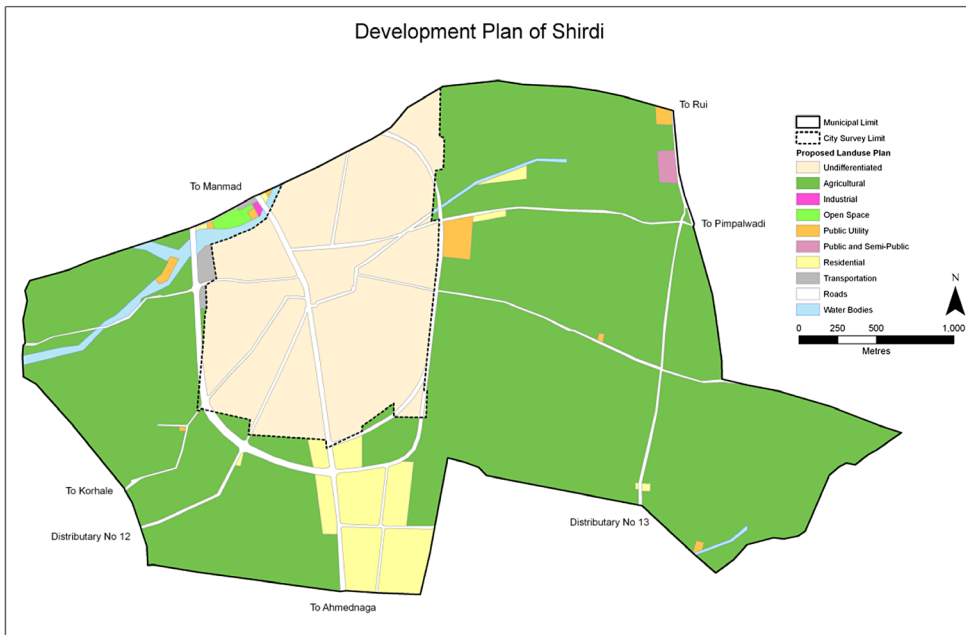 Development Plan of Shirdi
To Rui
To Manmad
To Pimpalwadi
To Korhale
Distributary No 12
Distributary No 13
To Ahmednaga
Municipal Limit
City Survey Limit
Proposed Landuse Plan
Undifferentiated
Agricultural
Industrial
Open Space
Public Utility
Public and Semi-Public
Residential
Transportation
Roads
Water Bodies
N
0 250 500 1,000
Metres